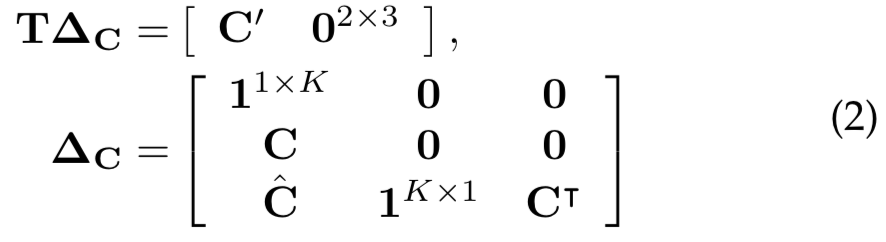 TΔ_C = [ C′ 0^{2×3} ],
Δ_C = [ 1^{1×K} 0 0
C 0 0
Ĉ 1^{K×1} C^⊺ ]
(2)